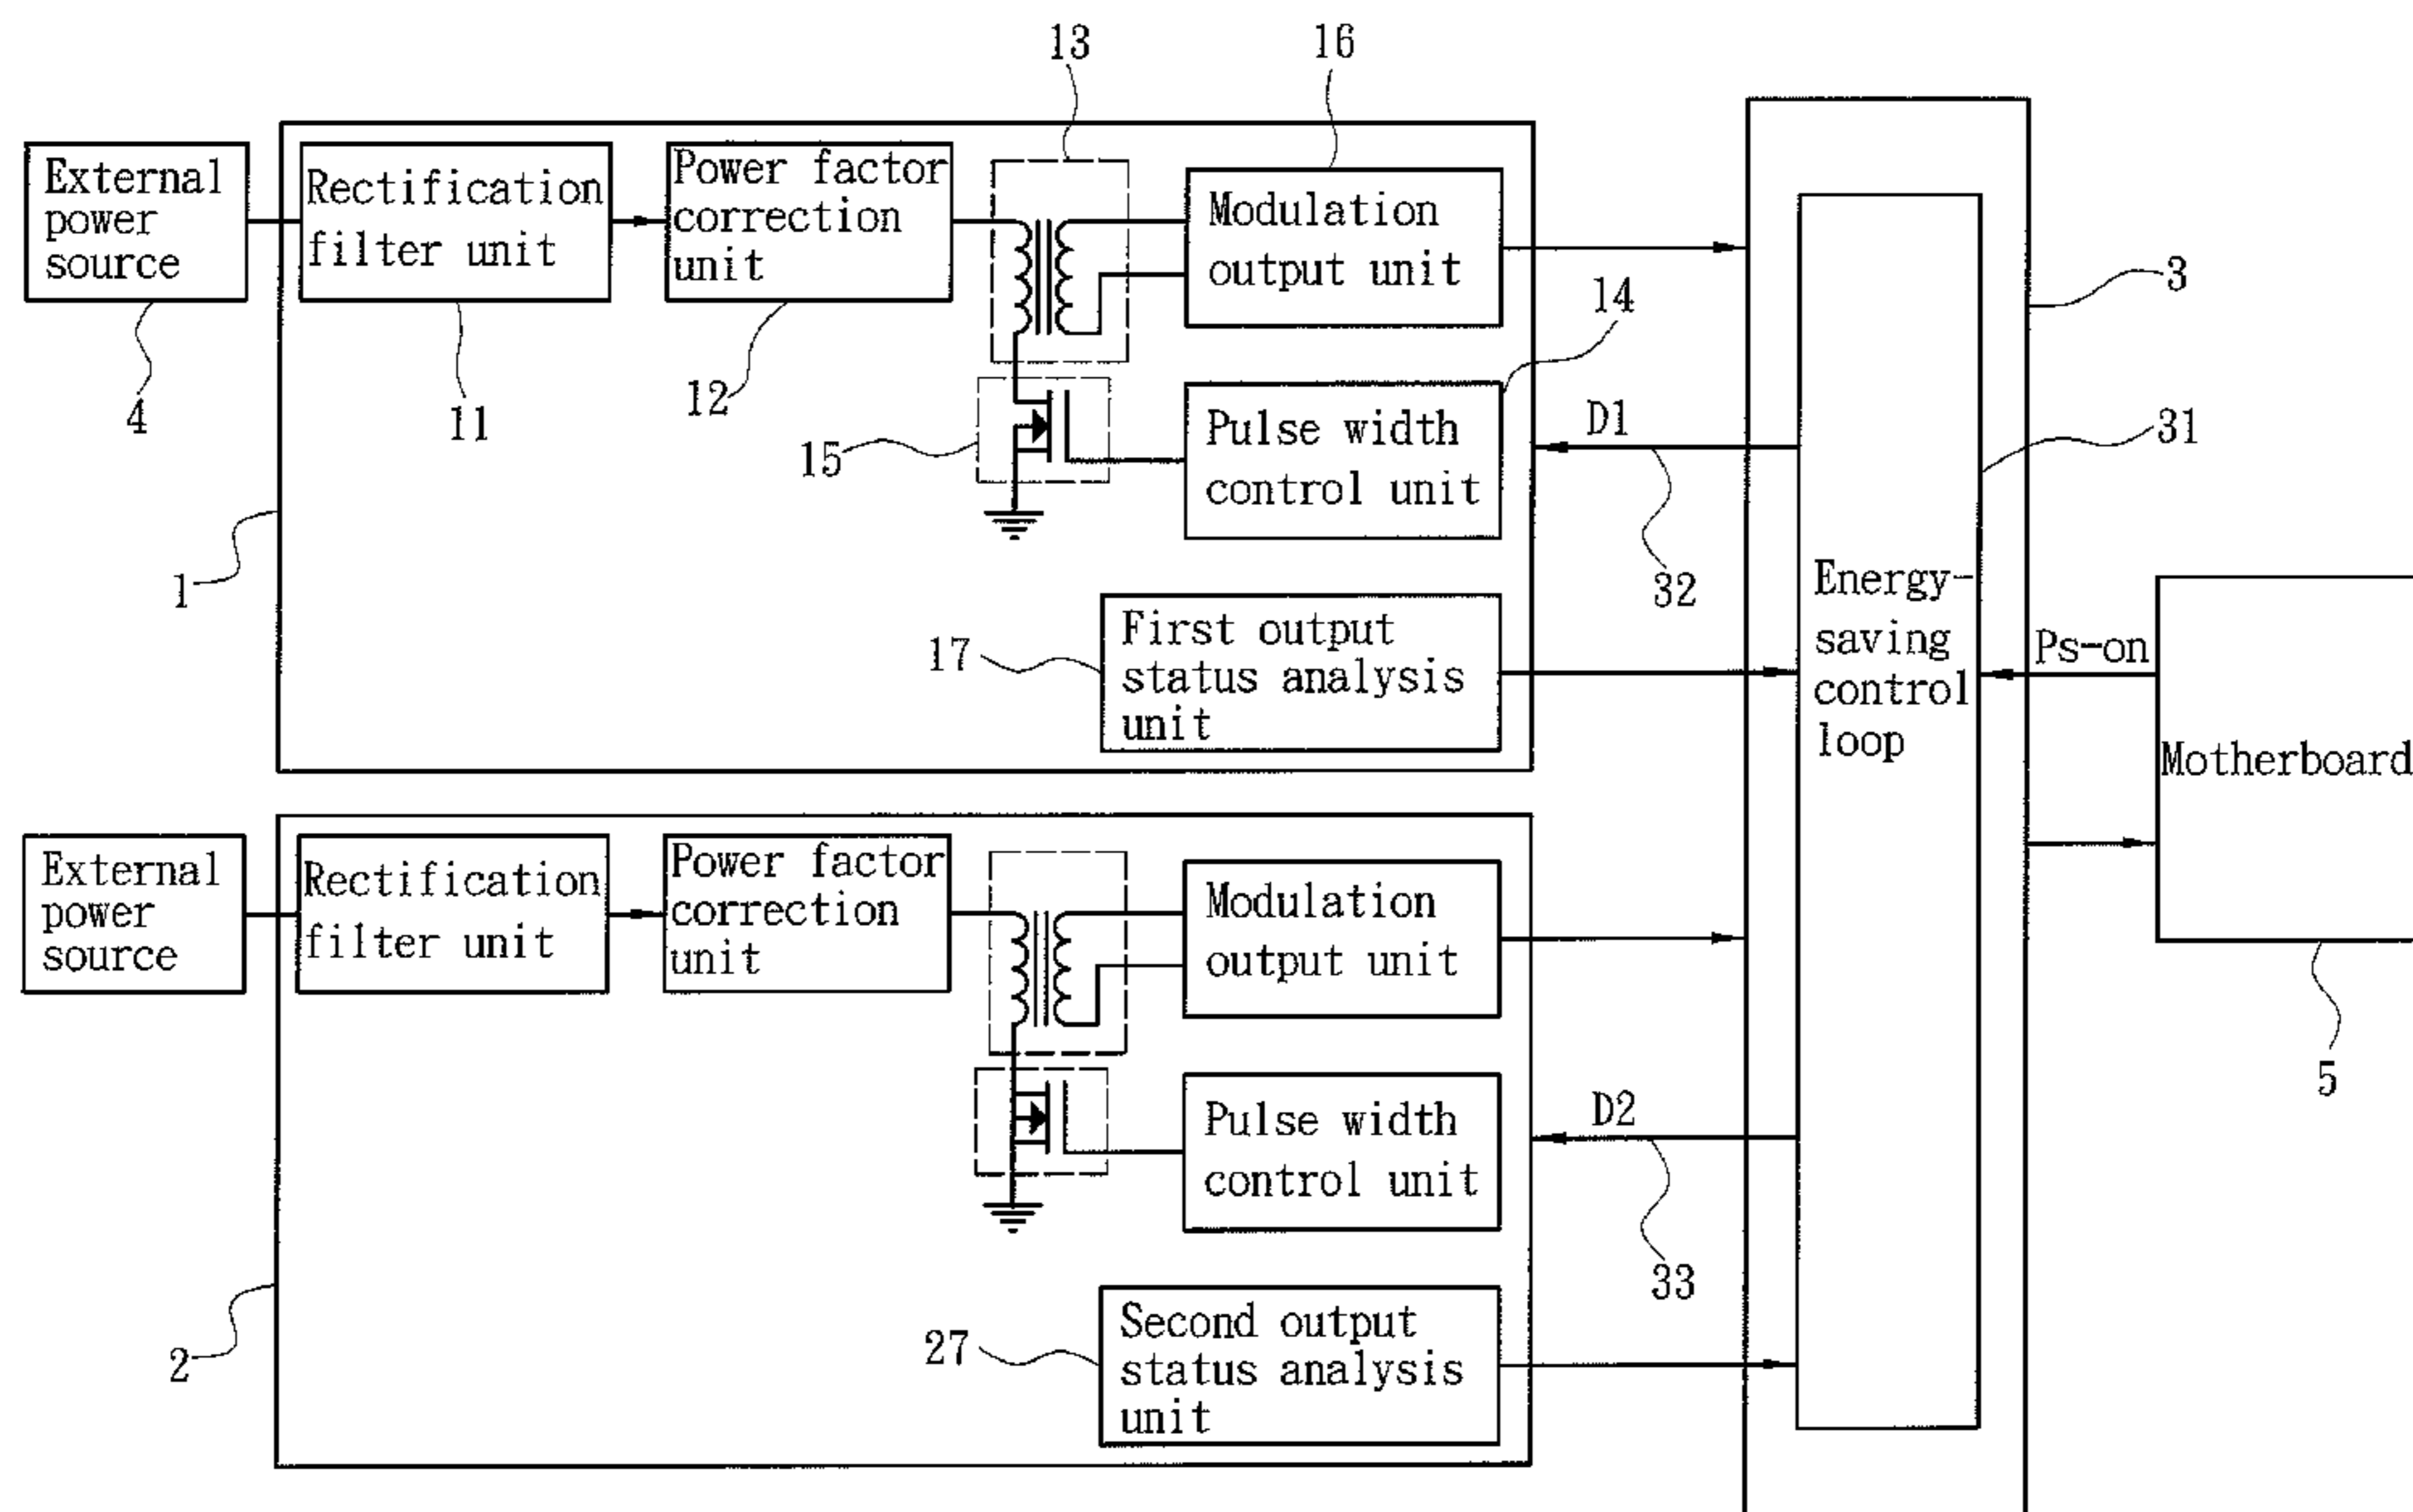 13
16
External
power
source
Rectification
filter unit
Power factor
correction
unit
Modulation
output unit
3
14
4
11
12
15
Pulse width
control unit
D1
31
32
1
Energy-
saving
control
loop
17
First output
status analysis
unit
Ps-on
Motherboard
External
power
source
Rectification
filter unit
Power factor
correction
unit
Modulation
output unit
5
Pulse width
control unit
D2
33
2
27
Second output
status analysis
unit